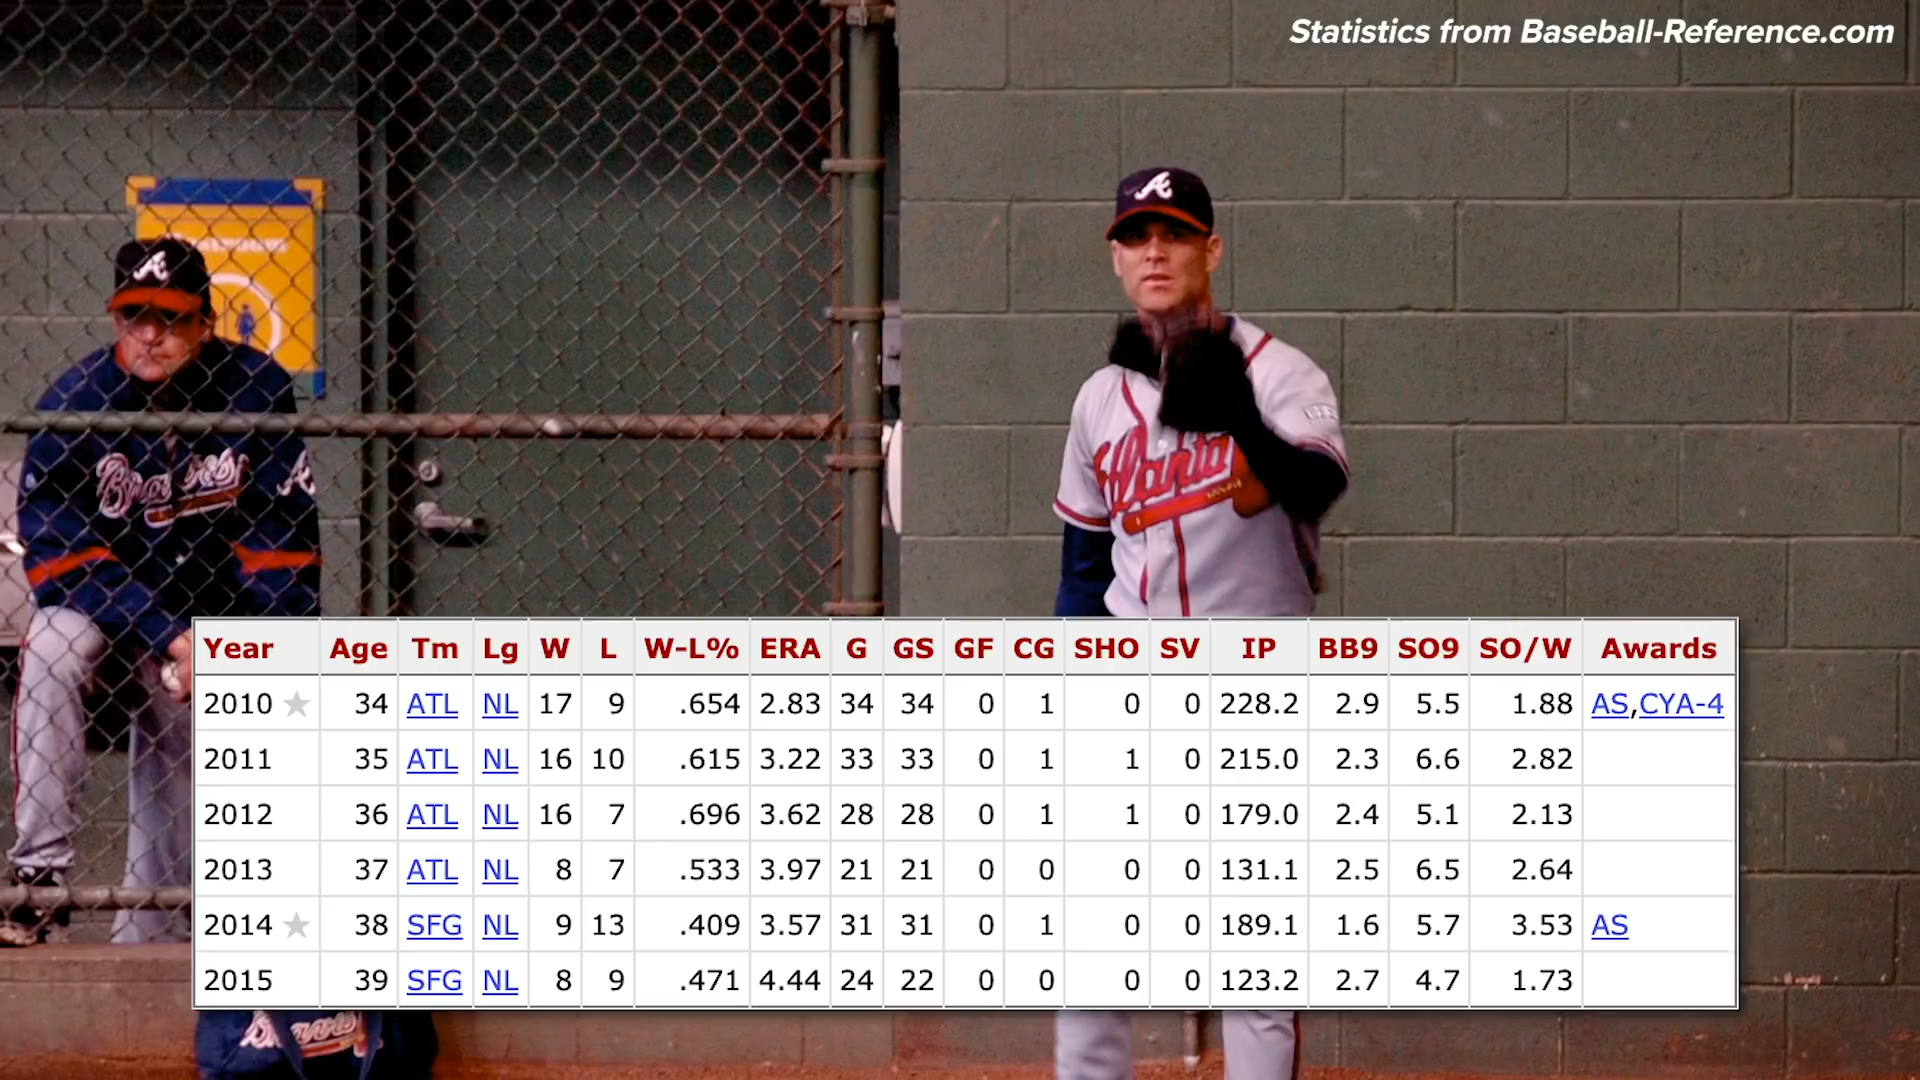 Statistics from Baseball-Reference.com
A
A
Braves
A
Atlanta
Year Age Tm Lg W L W-L% ERA G GS GF CG SHO SV IP BB9 SO9 SO/W Awards
2010 ★ 34 ATL NL 17 9 .654 2.83 34 34 0 1 0 0 228.2 2.9 5.5 1.88 AS,CYA-4
2011 35 ATL NL 16 10 .615 3.22 33 33 0 1 1 0 215.0 2.3 6.6 2.82
2012 36 ATL NL 16 7 .696 3.62 28 28 0 1 1 0 179.0 2.4 5.1 2.13
2013 37 ATL NL 8 7 .533 3.97 21 21 0 0 0 0 131.1 2.5 6.5 2.64
2014 ★ 38 SFG NL 9 13 .409 3.57 31 31 0 1 0 0 189.1 1.6 5.7 3.53 AS
2015 39 SFG NL 8 9 .471 4.44 24 22 0 0 0 0 123.2 2.7 4.7 1.73
Braves